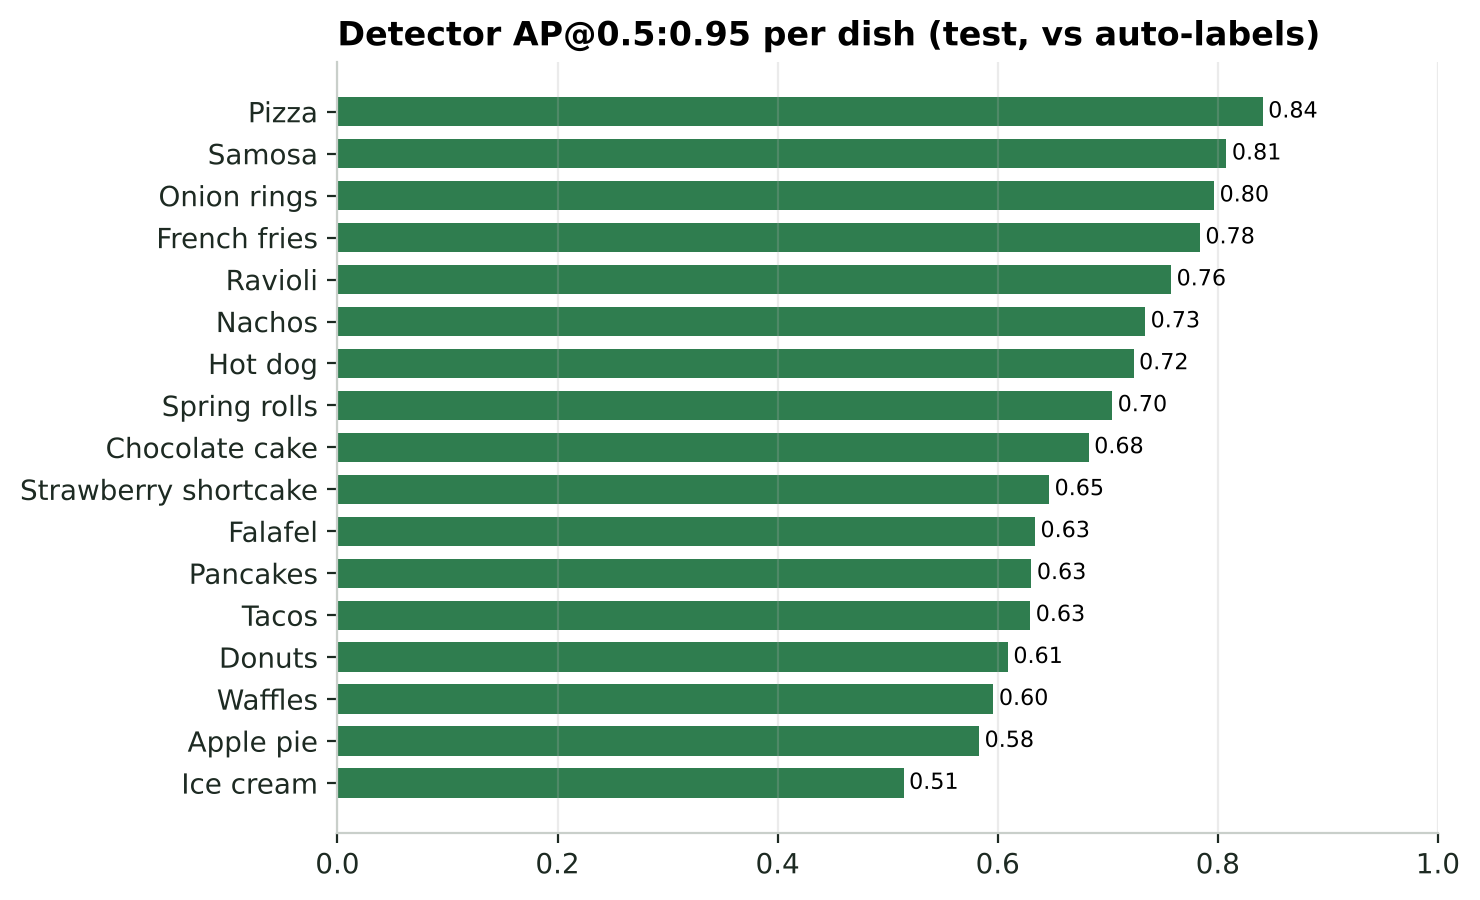 Detector AP@0.5:0.95 per dish (test, vs auto-labels)
Pizza 0.84
Samosa 0.81
Onion rings 0.80
French fries 0.78
Ravioli 0.76
Nachos 0.73
Hot dog 0.72
Spring rolls 0.70
Chocolate cake 0.68
Strawberry shortcake 0.65
Falafel 0.63
Pancakes 0.63
Tacos 0.63
Donuts 0.61
Waffles 0.60
Apple pie 0.58
Ice cream 0.51
0.0 0.2 0.4 0.6 0.8 1.0